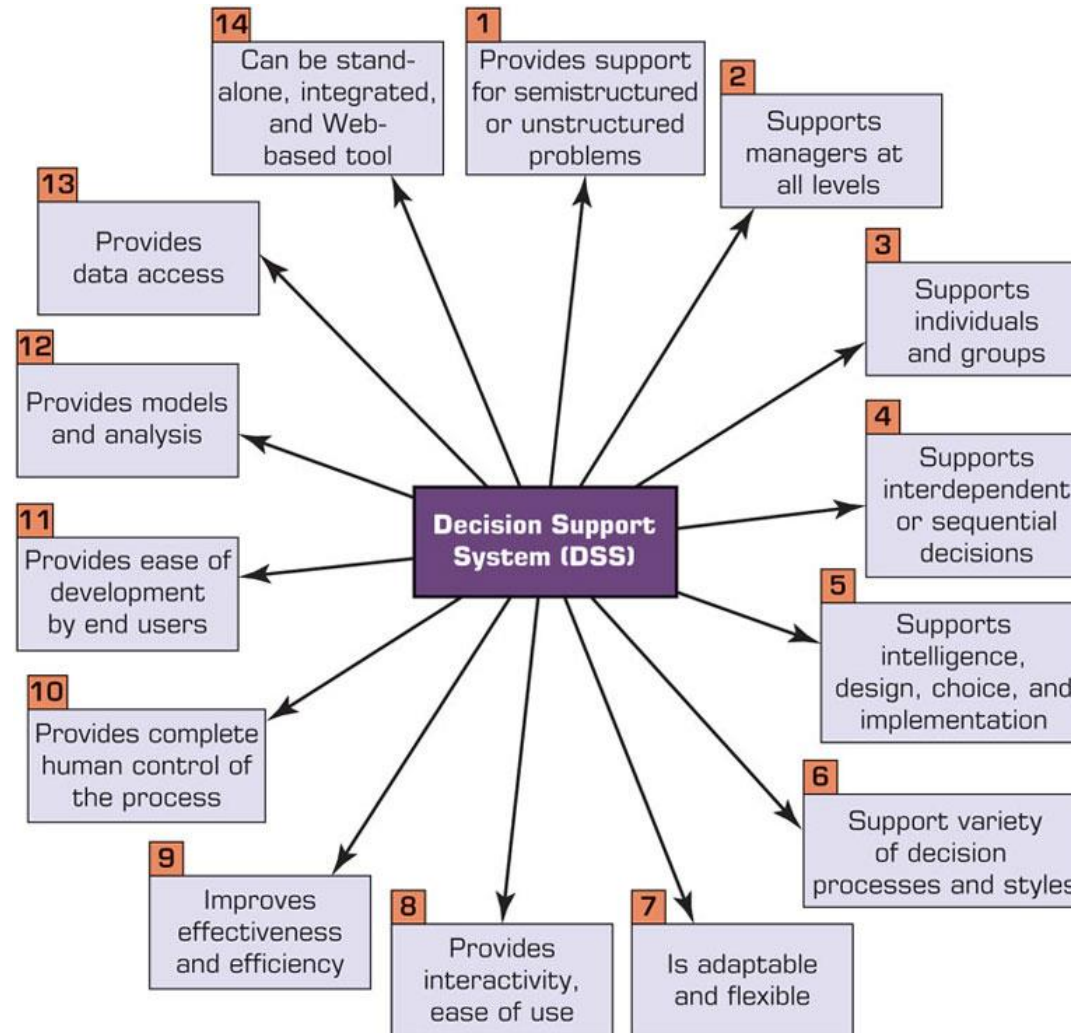 14
Can be stand-
alone, integrated,
and Web-
based tool
1
Provides support
for semistructured
or unstructured
problems
2
Supports
managers at
all levels
3
Supports
individuals
and groups
4
Supports
interdependent
or sequential
decisions
5
Supports
intelligence,
design, choice, and
implementation
6
Support variety
of decision
processes and styles
7
Is adaptable
and flexible
8
Provides
interactivity,
ease of use
9
Improves
effectiveness
and efficiency
10
Provides complete
human control of
the process
11
Provides ease of
development
by end users
12
Provides models
and analysis
13
Provides
data access
Decision Support
System (DSS)